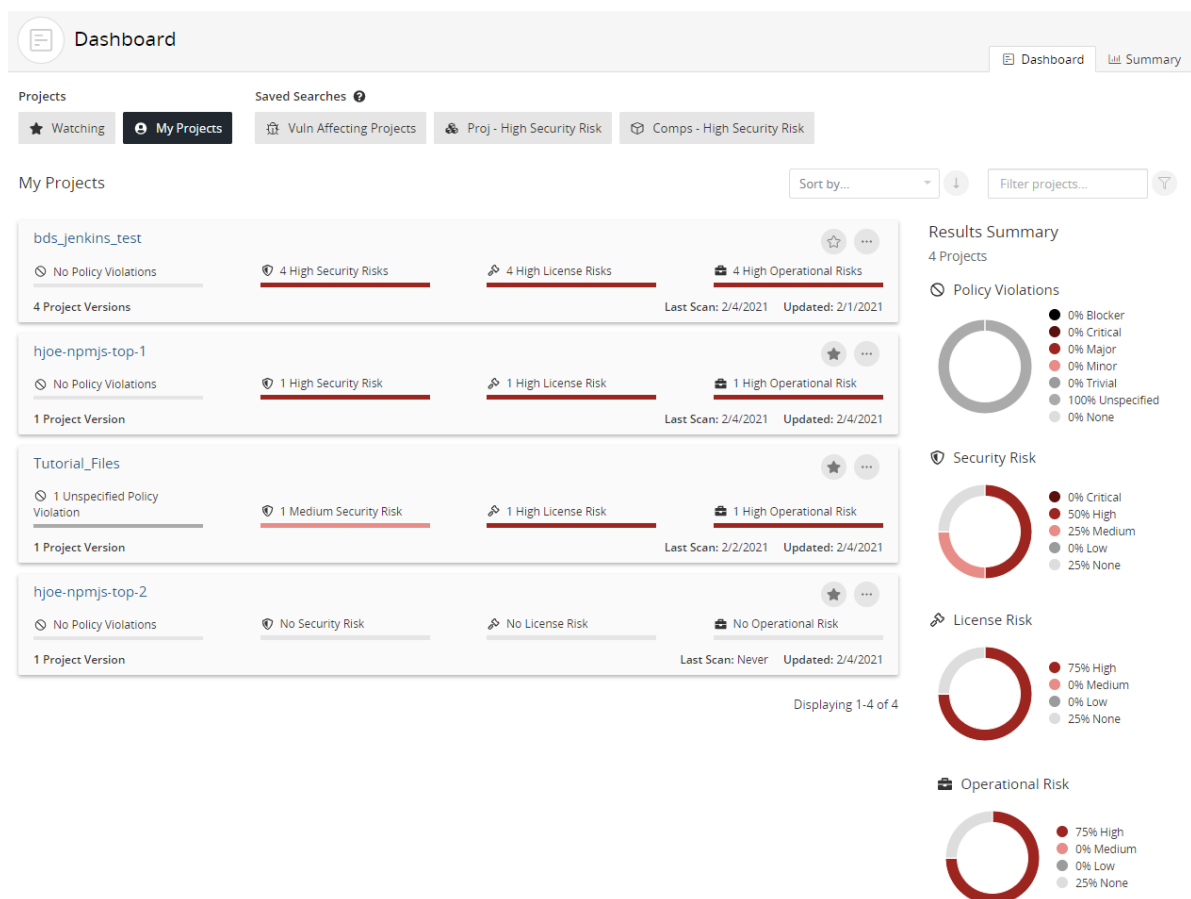 Dashboard
Dashboard
Summary
Projects
Saved Searches
Watching
My Projects
Vuln Affecting Projects
Proj - High Security Risk
Comps - High Security Risk
My Projects
Sort by...
Filter projects...
bds_jenkins_test
No Policy Violations
4 High Security Risks
4 High License Risks
4 High Operational Risks
4 Project Versions
Last Scan: 2/4/2021
Updated: 2/1/2021
hjoe-npmjs-top-1
No Policy Violations
1 High Security Risk
1 High License Risk
1 High Operational Risk
1 Project Version
Last Scan: 2/4/2021
Updated: 2/4/2021
Tutorial_Files
1 Unspecified Policy
Violation
1 Medium Security Risk
1 High License Risk
1 High Operational Risk
1 Project Version
Last Scan: 2/2/2021
Updated: 2/4/2021
hjoe-npmjs-top-2
No Policy Violations
No Security Risk
No License Risk
No Operational Risk
1 Project Version
Last Scan: Never
Updated: 2/4/2021
Displaying 1-4 of 4
Results Summary
4 Projects
Policy Violations
0% Blocker
0% Critical
0% Major
0% Minor
0% Trivial
100% Unspecified
0% None
Security Risk
0% Critical
50% High
25% Medium
0% Low
25% None
License Risk
75% High
0% Medium
0% Low
25% None
Operational Risk
75% High
0% Medium
0% Low
25% None